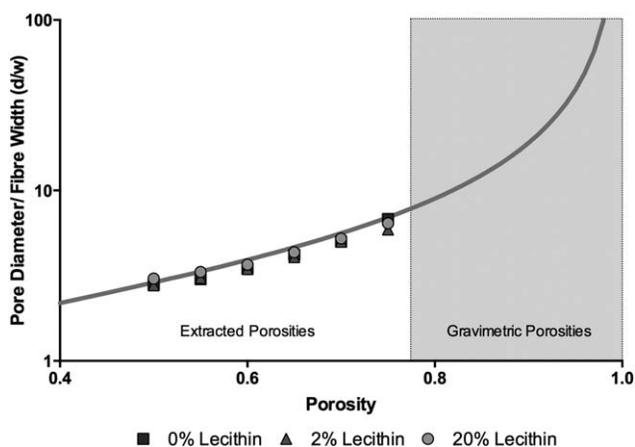 100
10
1
Pore Diameter/ Fibre Width (d/w)
Extracted Porosities
Gravimetric Porosities
0.4 0.6 0.8 1.0
Porosity
0% Lecithin 2% Lecithin 20% Lecithin